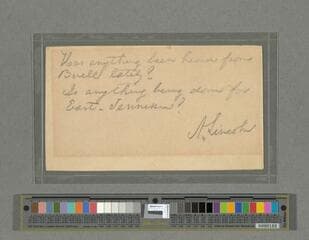 Has anything been heard from
Buell lately?
Is anything being done for
East-Tennessee?
A. Lincoln